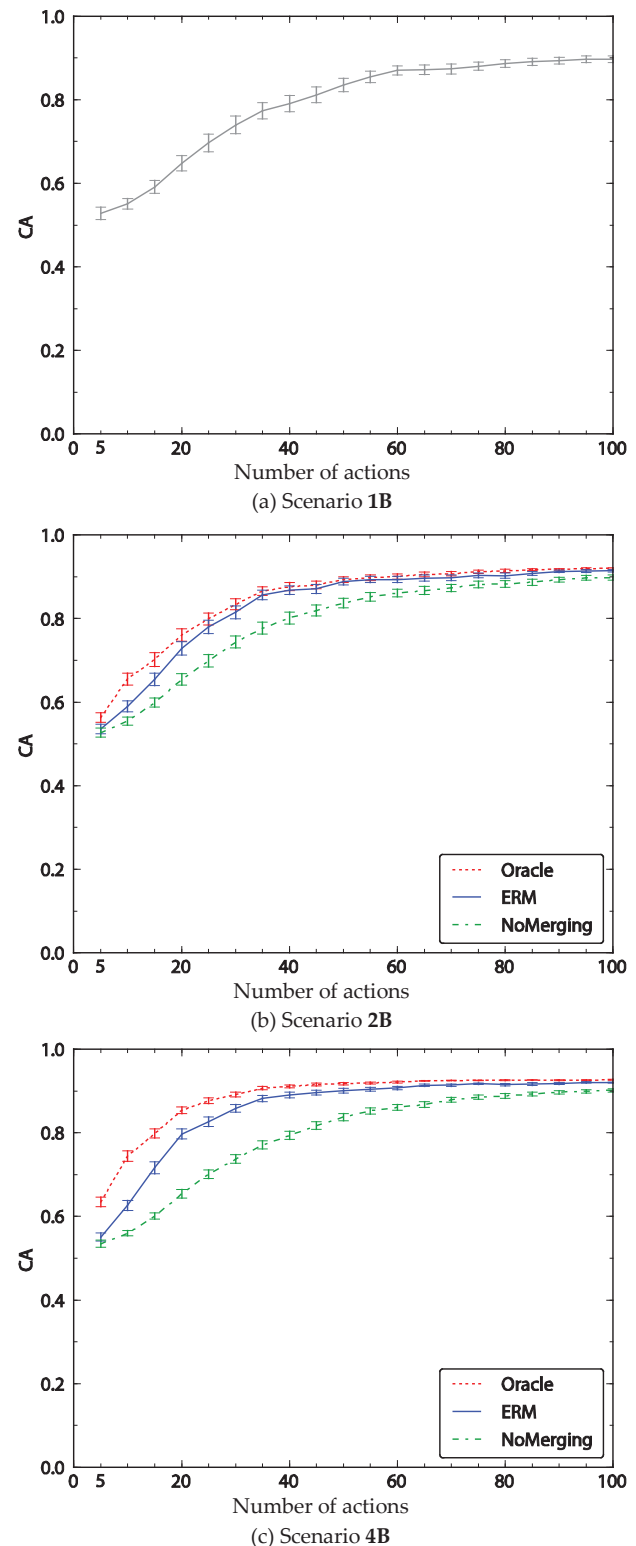 1.0
0.8
0.6
CA
0.4
0.2
0.0
0 5 20 40 60 80 100
Number of actions
(a) Scenario 1B
1.0
0.8
0.6
CA
0.4
0.2
0.0
Oracle
ERM
NoMerging
0 5 20 40 60 80 100
Number of actions
(b) Scenario 2B
1.0
0.8
0.6
CA
0.4
0.2
0.0
Oracle
ERM
NoMerging
0 5 20 40 60 80 100
Number of actions
(c) Scenario 4B